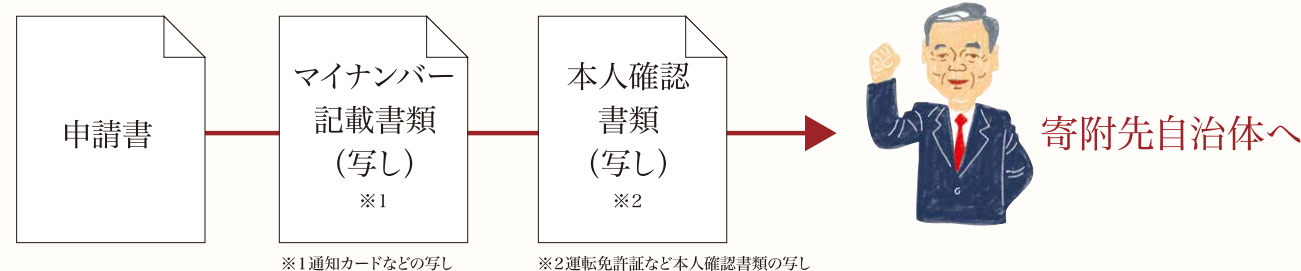 申請書
マイナンバー
記載書類
(写し)
※1
本人確認
書類
(写し)
※2
寄附先自治体へ
※1通知カードなどの写し
※2運転免許証など本人確認書類の写し